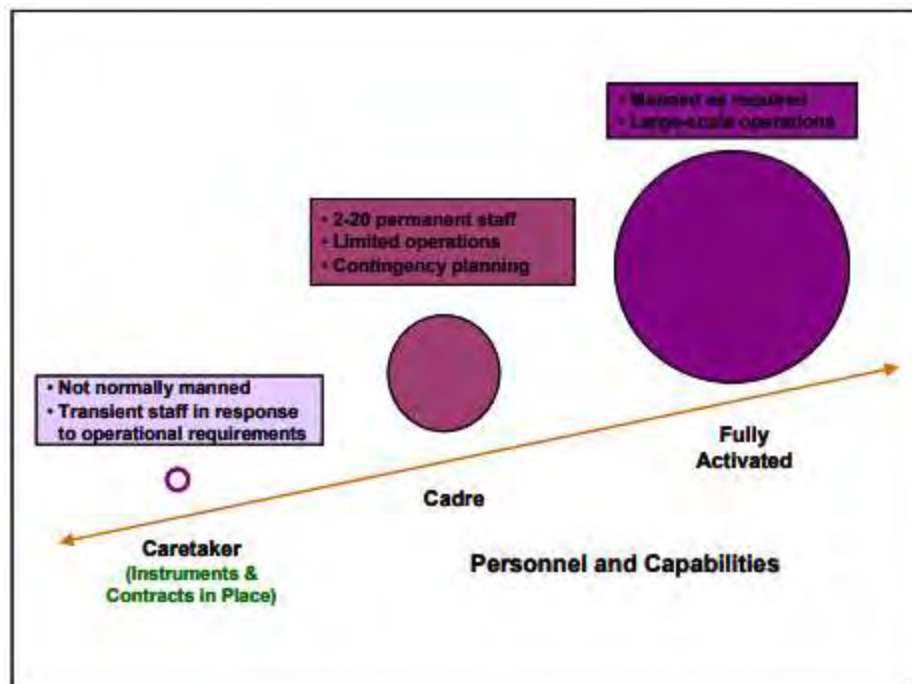 • Manned as required
• Large-scale operations
• 2-20 permanent staff
• Limited operations
• Contingency planning
• Not normally manned
• Transient staff in response
to operational requirements
Fully
Activated
Cadre
Caretaker
(Instruments &
Contracts in Place)
Personnel and Capabilities